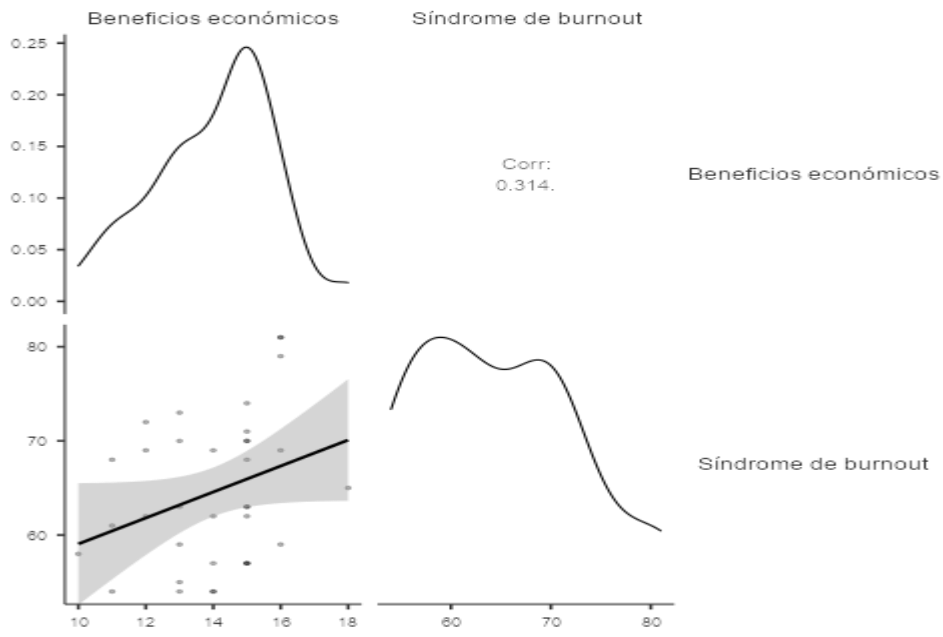 Beneficios económicos
Síndrome de burnout
0.25
0.20
0.15
0.10
0.05
0.00
Corr:
0.314.
Beneficios económicos
80
70
60
Síndrome de burnout
10 12 14 16 18
60 70 80